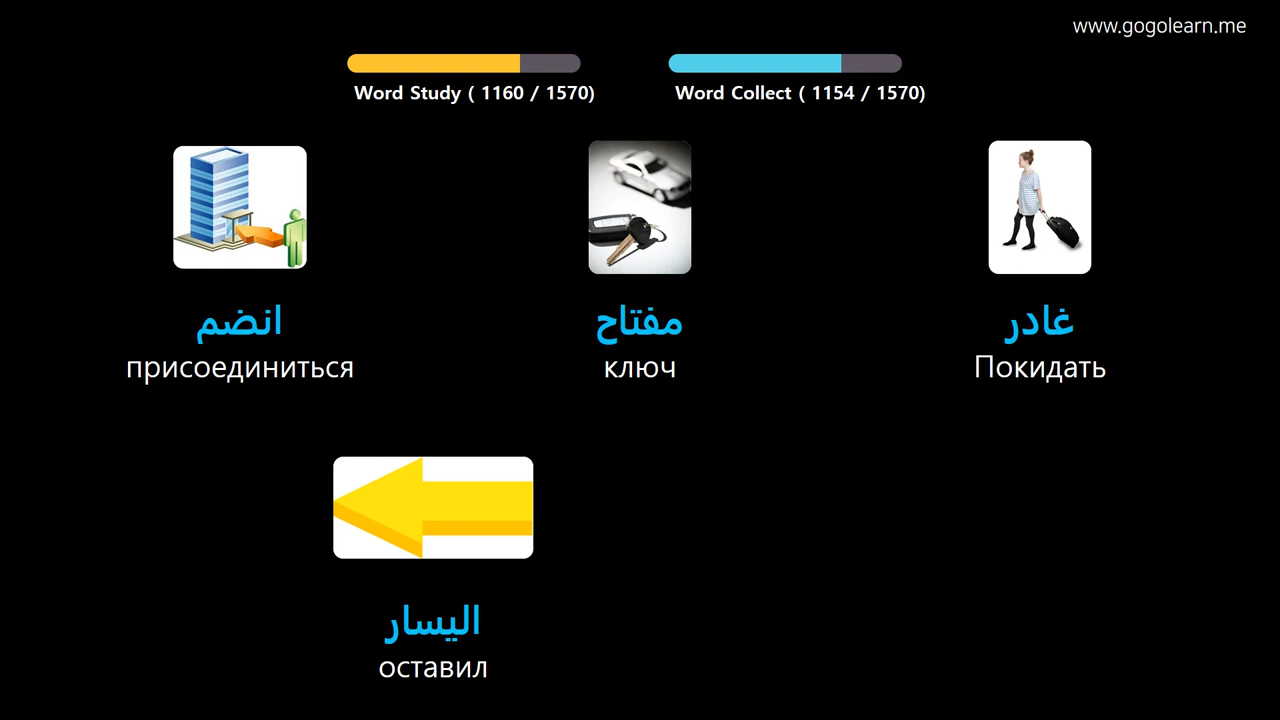 www.gogolearn.me
Word Study ( 1160 / 1570)
Word Collect ( 1154 / 1570)
انضم
присоединиться
مفتاح
ключ
غادر
Покидать
اليسار
оставил